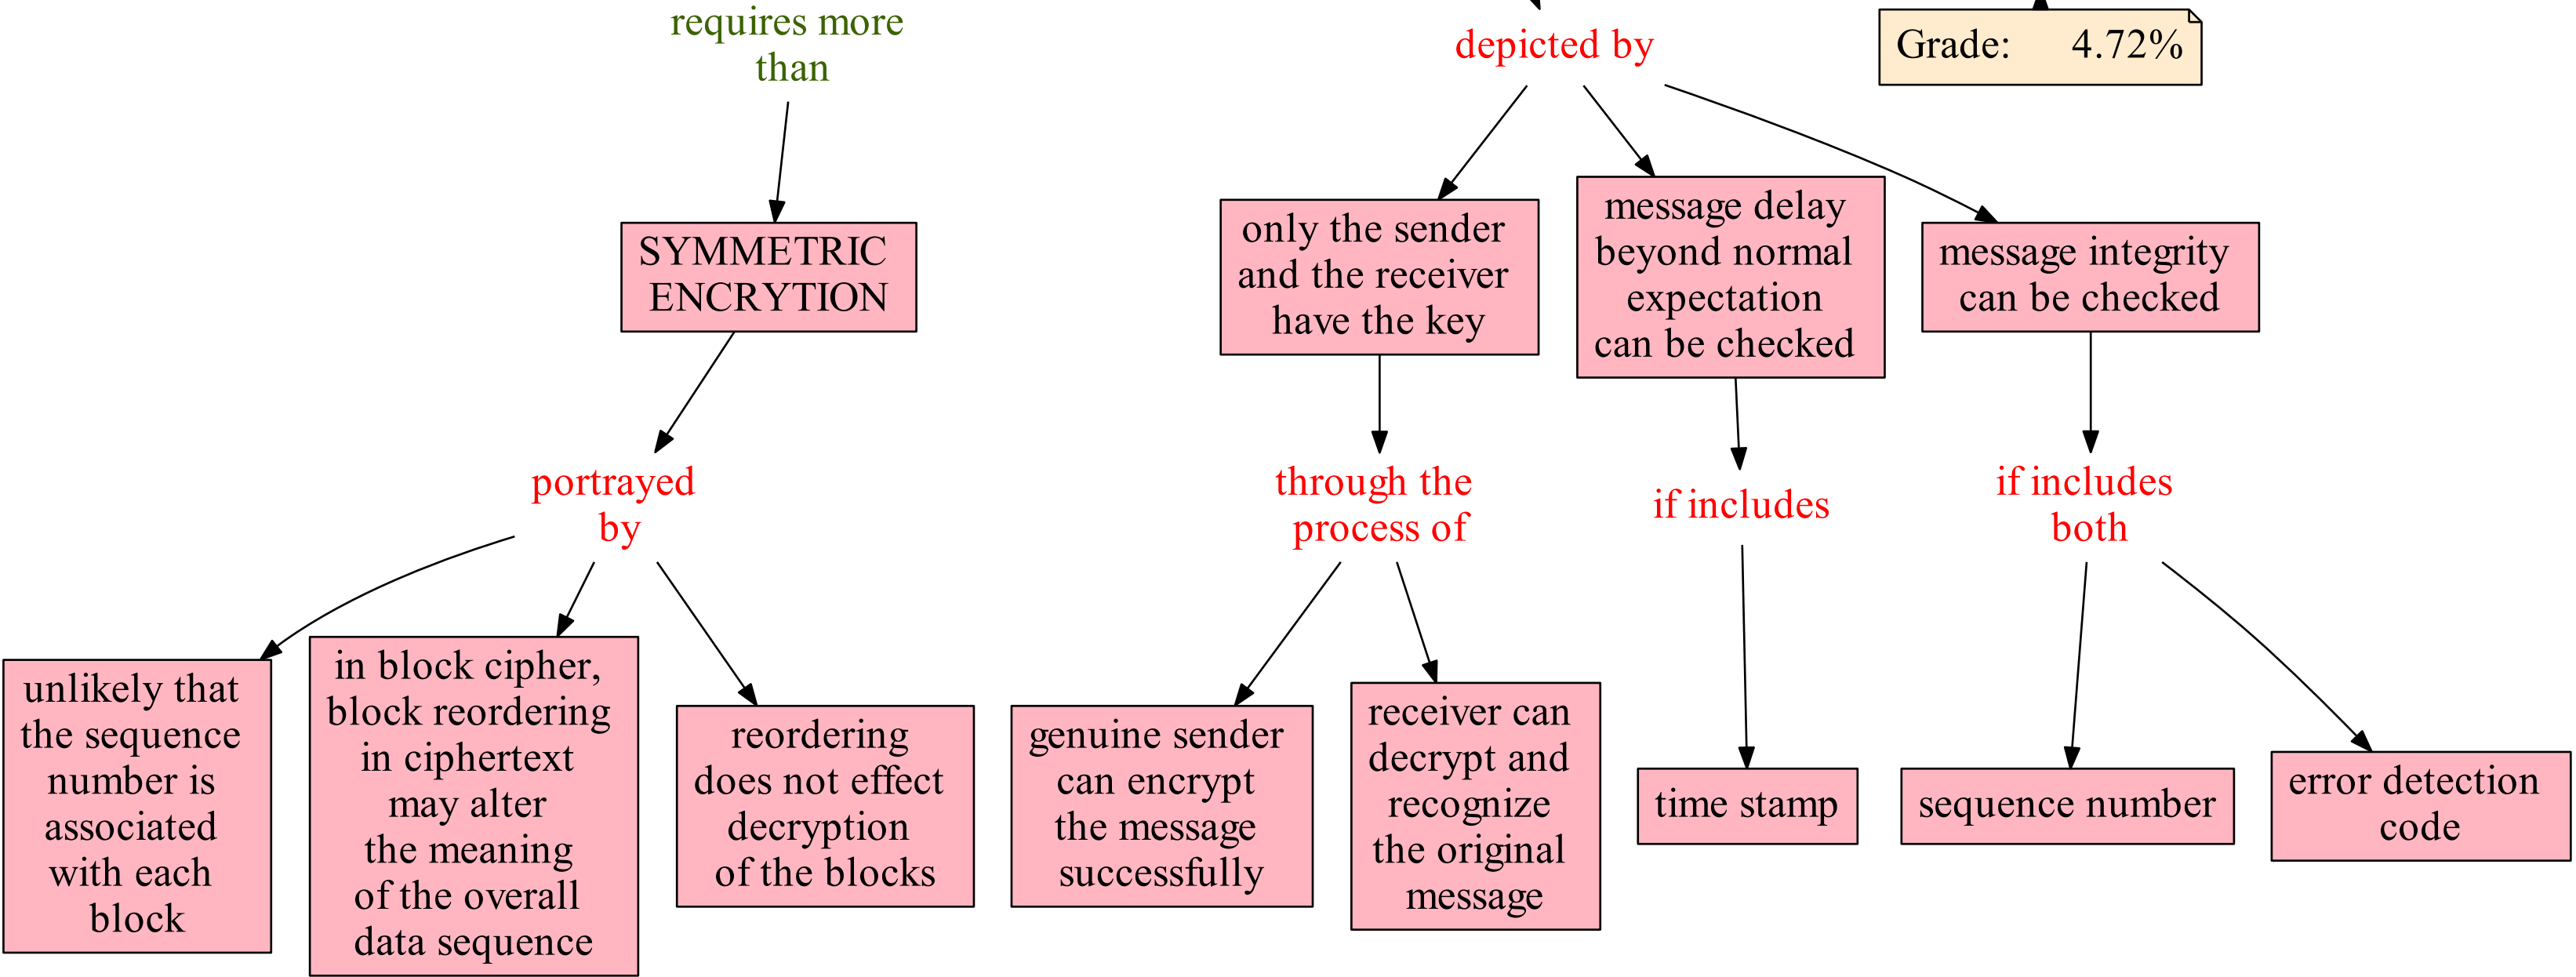 requires more
than
depicted by
Grade: 4.72%
SYMMETRIC
ENCRYTION
only the sender
and the receiver
have the key
message delay
beyond normal
expectation
can be checked
message integrity
can be checked
portrayed
by
through the
process of
if includes
if includes
both
unlikely that
the sequence
number is
associated
with each
block
in block cipher,
block reordering
in ciphertext
may alter
the meaning
of the overall
data sequence
reordering
does not effect
decryption
of the blocks
genuine sender
can encrypt
the message
successfully
receiver can
decrypt and
recognize
the original
message
time stamp
sequence number
error detection
code